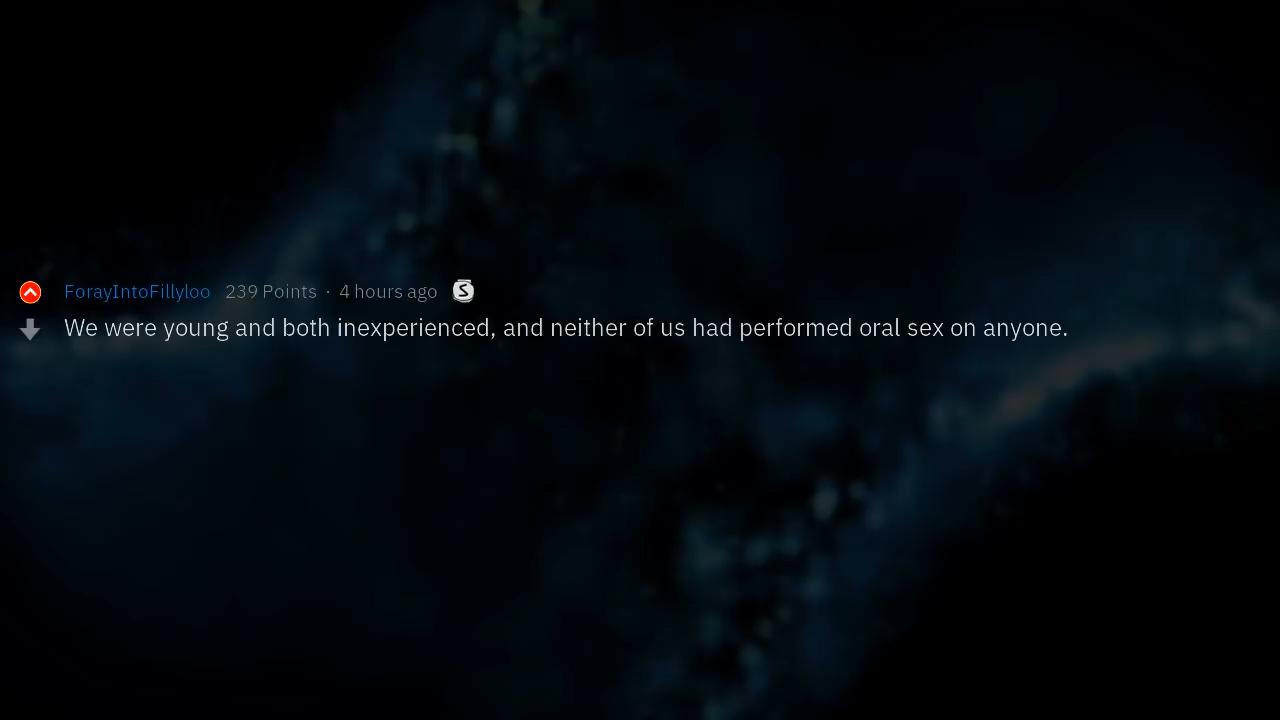 ForayIntoFillyloo 239 Points · 4 hours ago S
We were young and both inexperienced, and neither of us had performed oral sex on anyone.